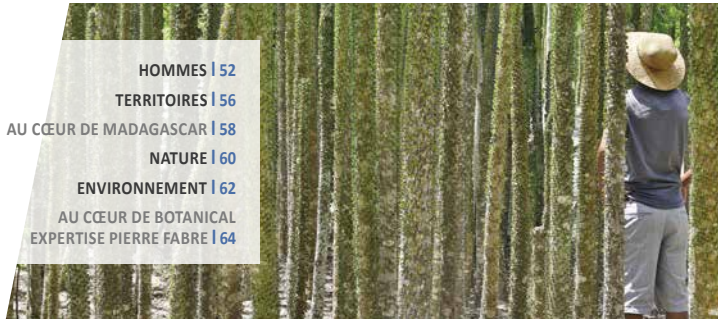 HOMMES | 52
TERRITOIRES | 56
AU CŒUR DE MADAGASCAR | 58
NATURE | 60
ENVIRONNEMENT | 62
AU CŒUR DE BOTANICAL
EXPERTISE PIERRE FABRE | 64